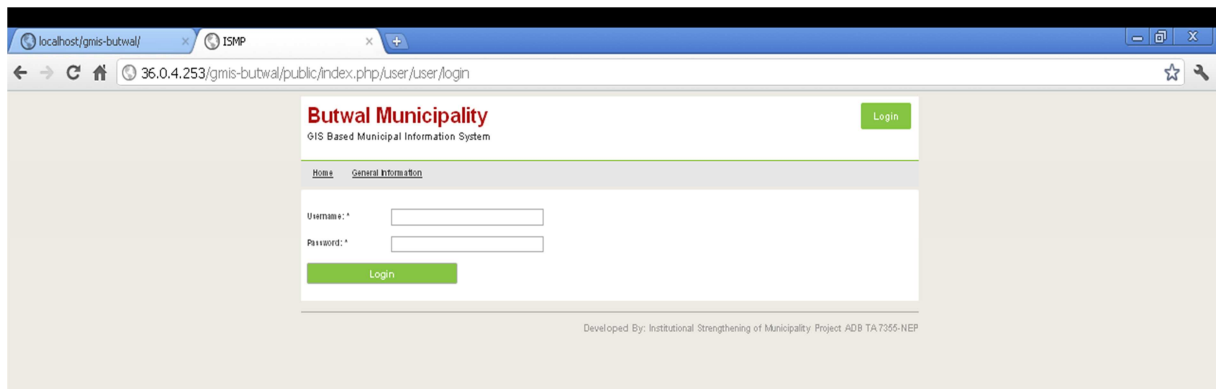 localhost/gmis-butwal/ ISMP
36.0.4.253/gmis-butwal/public/index.php/user/user/login
Butwal Municipality
Login
GIS Based Municipal Information System
Home General Information
Username: *
Password: *
Login
Developed By: Institutional Strengthening of Municipality Project ADB TA 7355-NEP